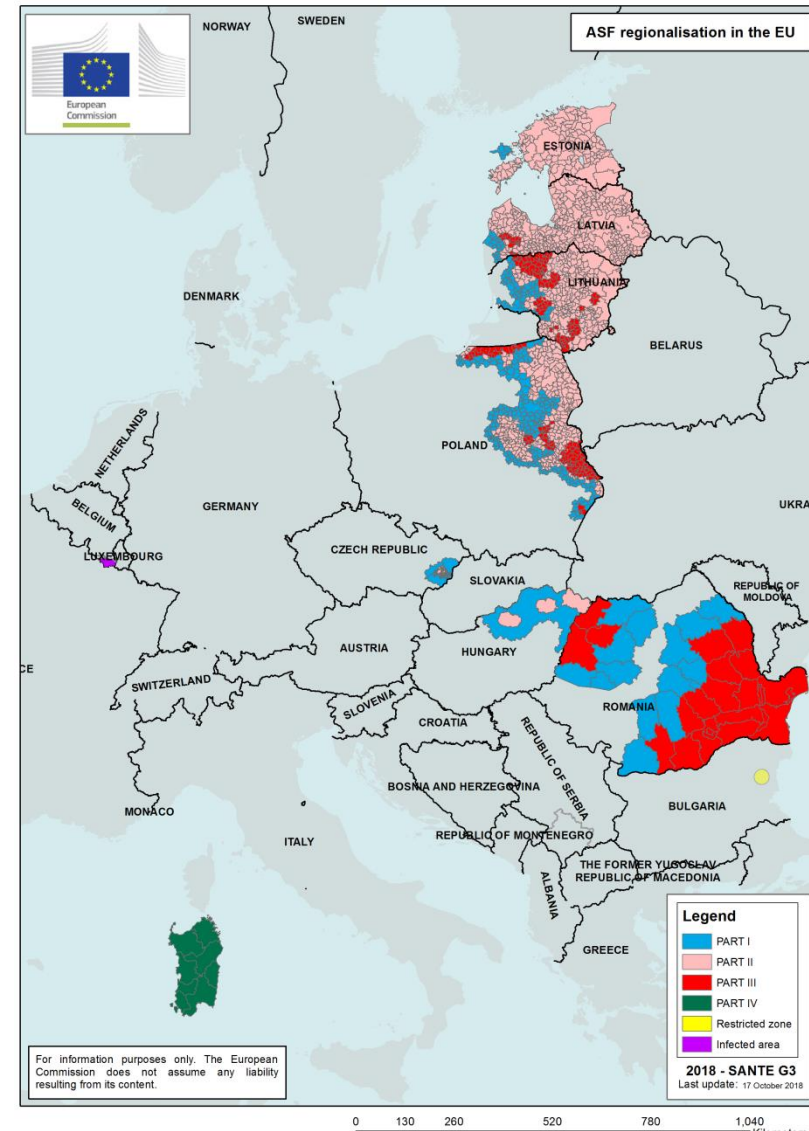 NORWAY
SWEDEN
ASF regionalisation in the EU
European
Commission
ESTONIA
LATVIA
LITHUANIA
DENMARK
BELARUS
NETHERLANDS
POLAND
BELGIUM
GERMANY
UKRA
LUXEMBOURG
CZECH REPUBLIC
SLOVAKIA
REPUBLIC OF
MOLDOVA
AUSTRIA
HUNGARY
CE
SWITZERLAND
SLOVENIA
ROMANIA
CROATIA
REPUBLIC OF SERBIA
BOSNIA AND HERZEGOVINA
MONACO
BULGARIA
ITALY
REPUBLIC OF MONTENEGRO
THE FORMER YUGOSLAV
REPUBLIC OF MACEDONIA
ALBANIA
GREECE
Legend
PART I
PART II
PART III
PART IV
Restricted zone
Infected area
2018 - SANTE G3
Last update: 17 October 2018
For information purposes only. The European
Commission does not assume any liability
resulting from its content.
0 130 260 520 780 1,040